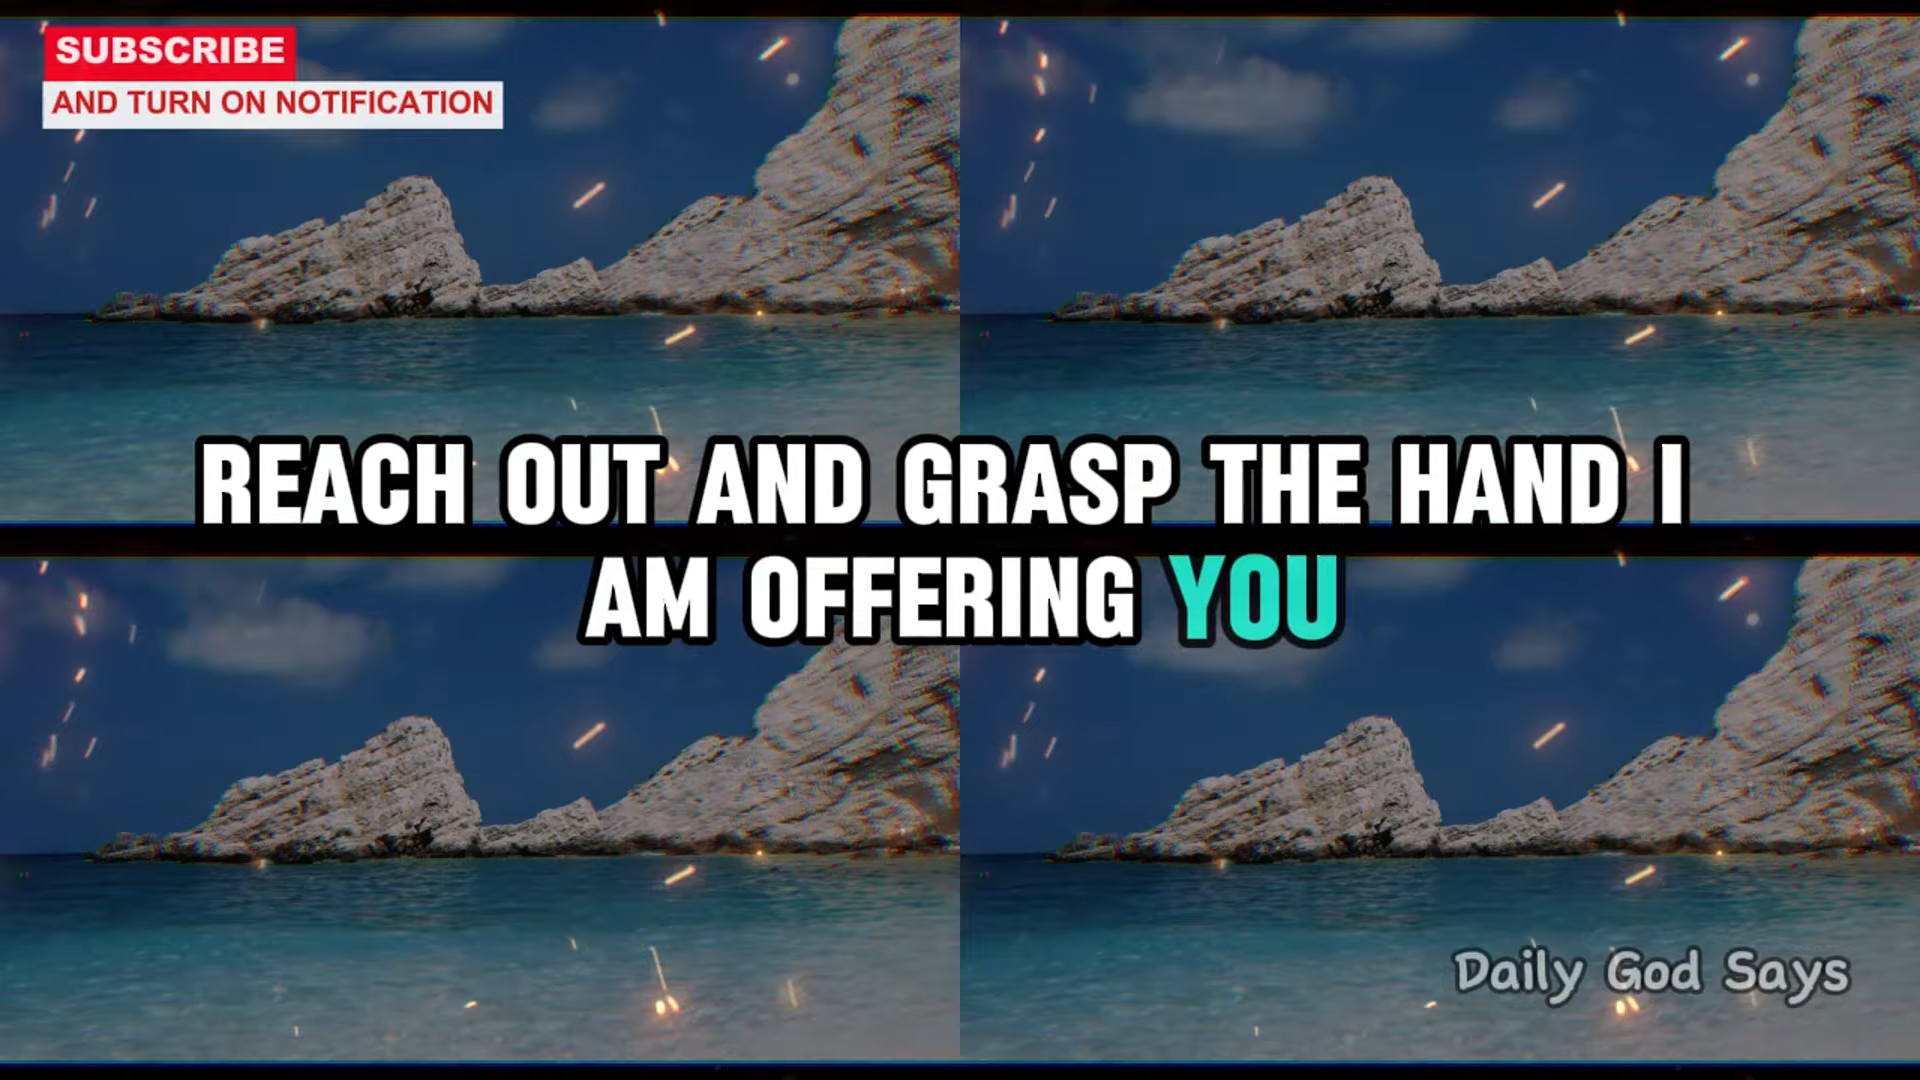 SUBSCRIBE
AND TURN ON NOTIFICATION
REACH OUT AND GRASP THE HAND I
AM OFFERING YOU
Daily God Says